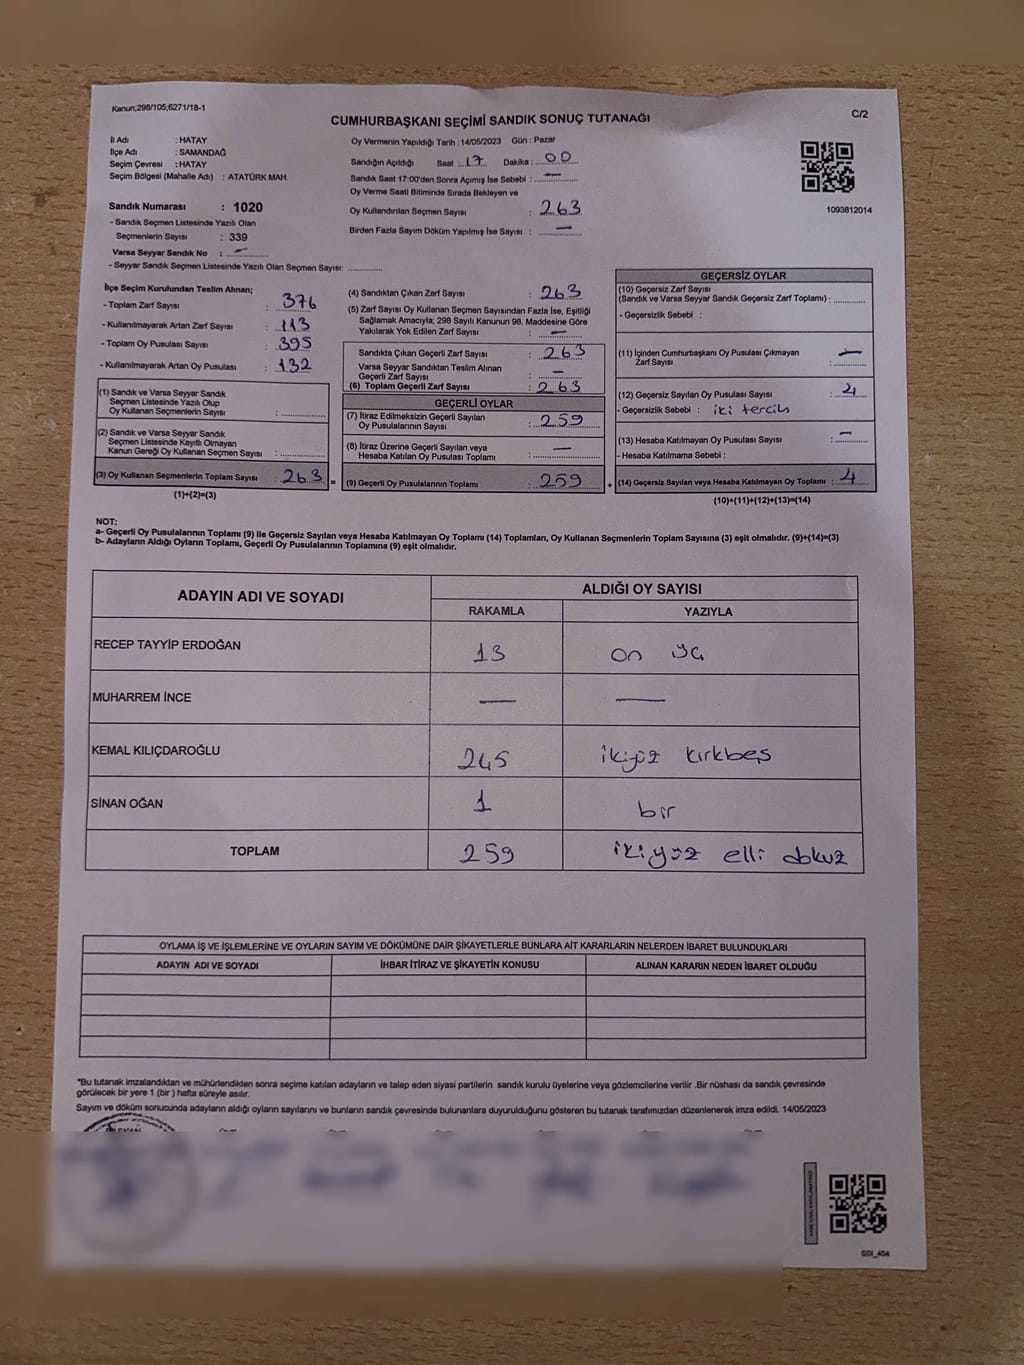 Kanun;298/105;6271/18-1
C/2
CUMHURBAŞKANI SEÇİMİ SANDIK SONUÇ TUTANAĞI
İl Adı : HATAY
İlçe Adı : SAMANDAĞ
Seçim Çevresi : HATAY
Seçim Bölgesi (Mahalle Adı) : ATATÜRK MAH.
Oy Vermenin Yapıldığı Tarih : 14/05/2023 Gün : Pazar
Sandığın Açıldığı Saat : 17 Dakika : 00
Sandık Saat 17:00'den Sonra Açımış İse Sebebi : —
Oy Verme Saati Bitiminde Sırada Bekleyen ve
Oy Kullandırılan Seçmen Sayısı : 263
Birden Fazla Sayım Döküm Yapılmış İse Sayısı : —
1093812014
Sandık Numarası : 1020
- Sandık Seçmen Listesinde Yazılı Olan
Seçmenlerin Sayısı : 339
Varsa Seyyar Sandık No : —
- Seyyar Sandık Seçmen Listesinde Yazılı Olan Seçmen Sayısı:
İlçe Seçim Kurulundan Teslim Alınan;
- Toplam Zarf Sayısı : 376
- Kullanılmayarak Artan Zarf Sayısı : 113
- Toplam Oy Pusulası Sayısı : 395
- Kullanılmayarak Artan Oy Pusulası : 132
(1) Sandık ve Varsa Seyyar Sandık
Seçmen Listesinde Yazılı Olup
Oy Kullanan Seçmenlerin Sayısı :
(2) Sandık ve Varsa Seyyar Sandık
Seçmen Listesinde Kayıtlı Olmayan
Kanun Gereği Oy Kullanan Seçmen Sayısı :
(3) Oy Kullanan Seçmenlerin Toplam Sayısı : 263 =
(1)+(2)=(3)
(4) Sandıktan Çıkan Zarf Sayısı : 263
(5) Zarf Sayısı Oy Kullanan Seçmen Sayısından Fazla İse, Eşitliği
Sağlamak Amacıyla; 298 Sayılı Kanunun 98. Maddesine Göre
Yakılarak Yok Edilen Zarf Sayısı : —
Sandıkta Çıkan Geçerli Zarf Sayısı : 263
Varsa Seyyar Sandıktan Teslim Alınan
Geçerli Zarf Sayısı : —
(6) Toplam Geçerli Zarf Sayısı : 263
GEÇERLİ OYLAR
(7) İtiraz Edilmeksizin Geçerli Sayılan
Oy Pusulalarının Sayısı : 259
(8) İtiraz Üzerine Geçerli Sayılan veya
Hesaba Katılan Oy Pusulası Toplamı : —
(9) Geçerli Oy Pusulalarının Toplamı : 259 +
GEÇERSİZ OYLAR
(10) Geçersiz Zarf Sayısı
(Sandık ve Varsa Seyyar Sandık Geçersiz Zarf Toplamı) :
- Geçersizlik Sebebi :
(11) İçinden Cumhurbaşkanı Oy Pusulası Çıkmayan
Zarf Sayısı : —
(12) Geçersiz Sayılan Oy Pusulası Sayısı : 4
- Geçersizlik Sebebi : iki tercih
(13) Hesaba Katılmayan Oy Pusulası Sayısı : —
- Hesaba Katılmama Sebebi :
(14) Geçersiz Sayılan veya Hesaba Katılmayan Oy Toplamı : 4
(10)+(11)+(12)+(13)=(14)
NOT:
a- Geçerli Oy Pusulalarının Toplamı (9) ile Geçersiz Sayılan veya Hesaba Katılmayan Oy Toplamı (14) Toplamları, Oy Kullanan Seçmenlerin Toplam Sayısına (3) eşit olmalıdır. (9)+(14)=(3)
b- Adayların Aldığı Oyların Toplamı, Geçerli Oy Pusulalarının Toplamına (9) eşit olmalıdır.
ADAYIN ADI VE SOYADI ALDIĞI OY SAYISI
RAKAMLA YAZIYLA
RECEP TAYYİP ERDOĞAN 13 on üç
MUHARREM İNCE — —
KEMAL KILIÇDAROĞLU 245 ikiyüz kırkbeş
SİNAN OĞAN 1 bir
TOPLAM 259 ikiyüz elli dokuz
OYLAMA İŞ VE İŞLEMLERİNE VE OYLARIN SAYIM VE DÖKÜMÜNE DAİR ŞİKAYETLERLE BUNLARA AİT KARARLARIN NELERDEN İBARET BULUNDUKLARI
ADAYIN ADI VE SOYADI İHBAR İTİRAZ VE ŞİKAYETİN KONUSU ALINAN KARARIN NEDEN İBARET OLDUĞU
*Bu tutanak imzalandıktan ve mühürlendikten sonra seçime katılan adayların ve talep eden siyasi partilerin sandık kurulu üyelerine veya gözlemcilerine verilir .Bir nüshası da sandık çevresinde
görülecek bir yere 1 (bir ) hafta süreyle asılır.
Sayım ve döküm sonucunda adayların aldığı oyların sayılarını ve bunların sandık çevresinde bulunanlara duyurulduğunu gösteren bu tutanak tarafımızdan düzenlenerek imza edildi. 14/05/2023
GGI_404